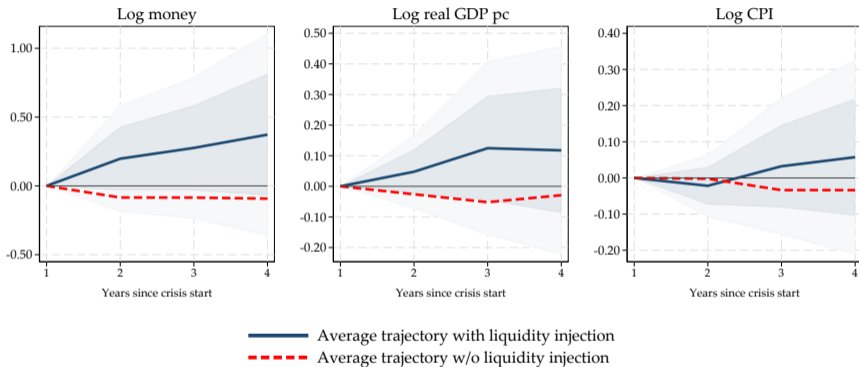 Log money
1.00
0.50
0.00
-0.50
1 2 3 4
Years since crisis start
Log real GDP pc
0.50
0.40
0.30
0.20
0.10
0.00
-0.10
-0.20
1 2 3 4
Years since crisis start
Log CPI
0.40
0.30
0.20
0.10
0.00
-0.10
-0.20
1 2 3 4
Years since crisis start
Average trajectory with liquidity injection
Average trajectory w/o liquidity injection